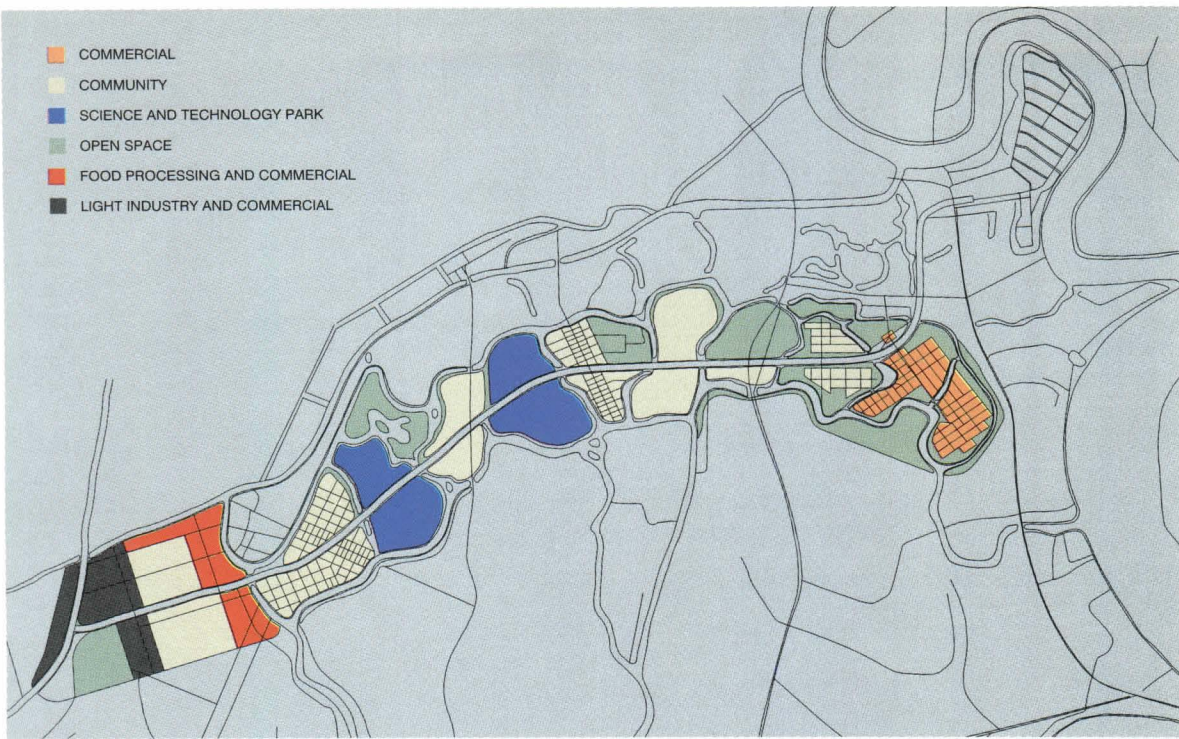 COMMERCIAL
COMMUNITY
SCIENCE AND TECHNOLOGY PARK
OPEN SPACE
FOOD PROCESSING AND COMMERCIAL
LIGHT INDUSTRY AND COMMERCIAL